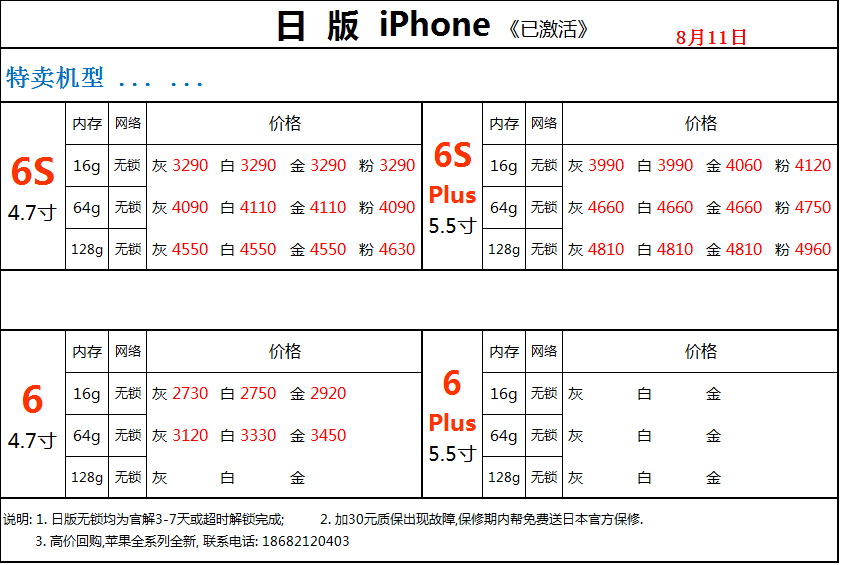 日 版 iPhone 《已激活》 8月11日
特卖机型 ... ...
内存 网络 价格 内存 网络 价格
6S 4.7寸 6S Plus 5.5寸
16g 无锁 灰 3290 白 3290 金 3290 粉 3290 16g 无锁 灰 3990 白 3990 金 4060 粉 4120
64g 无锁 灰 4090 白 4110 金 4110 粉 4090 64g 无锁 灰 4660 白 4660 金 4660 粉 4750
128g 无锁 灰 4550 白 4550 金 4550 粉 4630 128g 无锁 灰 4810 白 4810 金 4810 粉 4960
内存 网络 价格 内存 网络 价格
6 4.7寸 6 Plus 5.5寸
16g 无锁 灰 2730 白 2750 金 2920 16g 无锁 灰 白 金
64g 无锁 灰 3120 白 3330 金 3450 64g 无锁 灰 白 金
128g 无锁 灰 白 金 128g 无锁 灰 白 金
说明: 1. 日版无锁均为官解3-7天或超时解锁完成; 2. 加30元质保出现故障,保修期内帮免费送日本官方保修.
3. 高价回购,苹果全系列全新, 联系电话: 18682120403